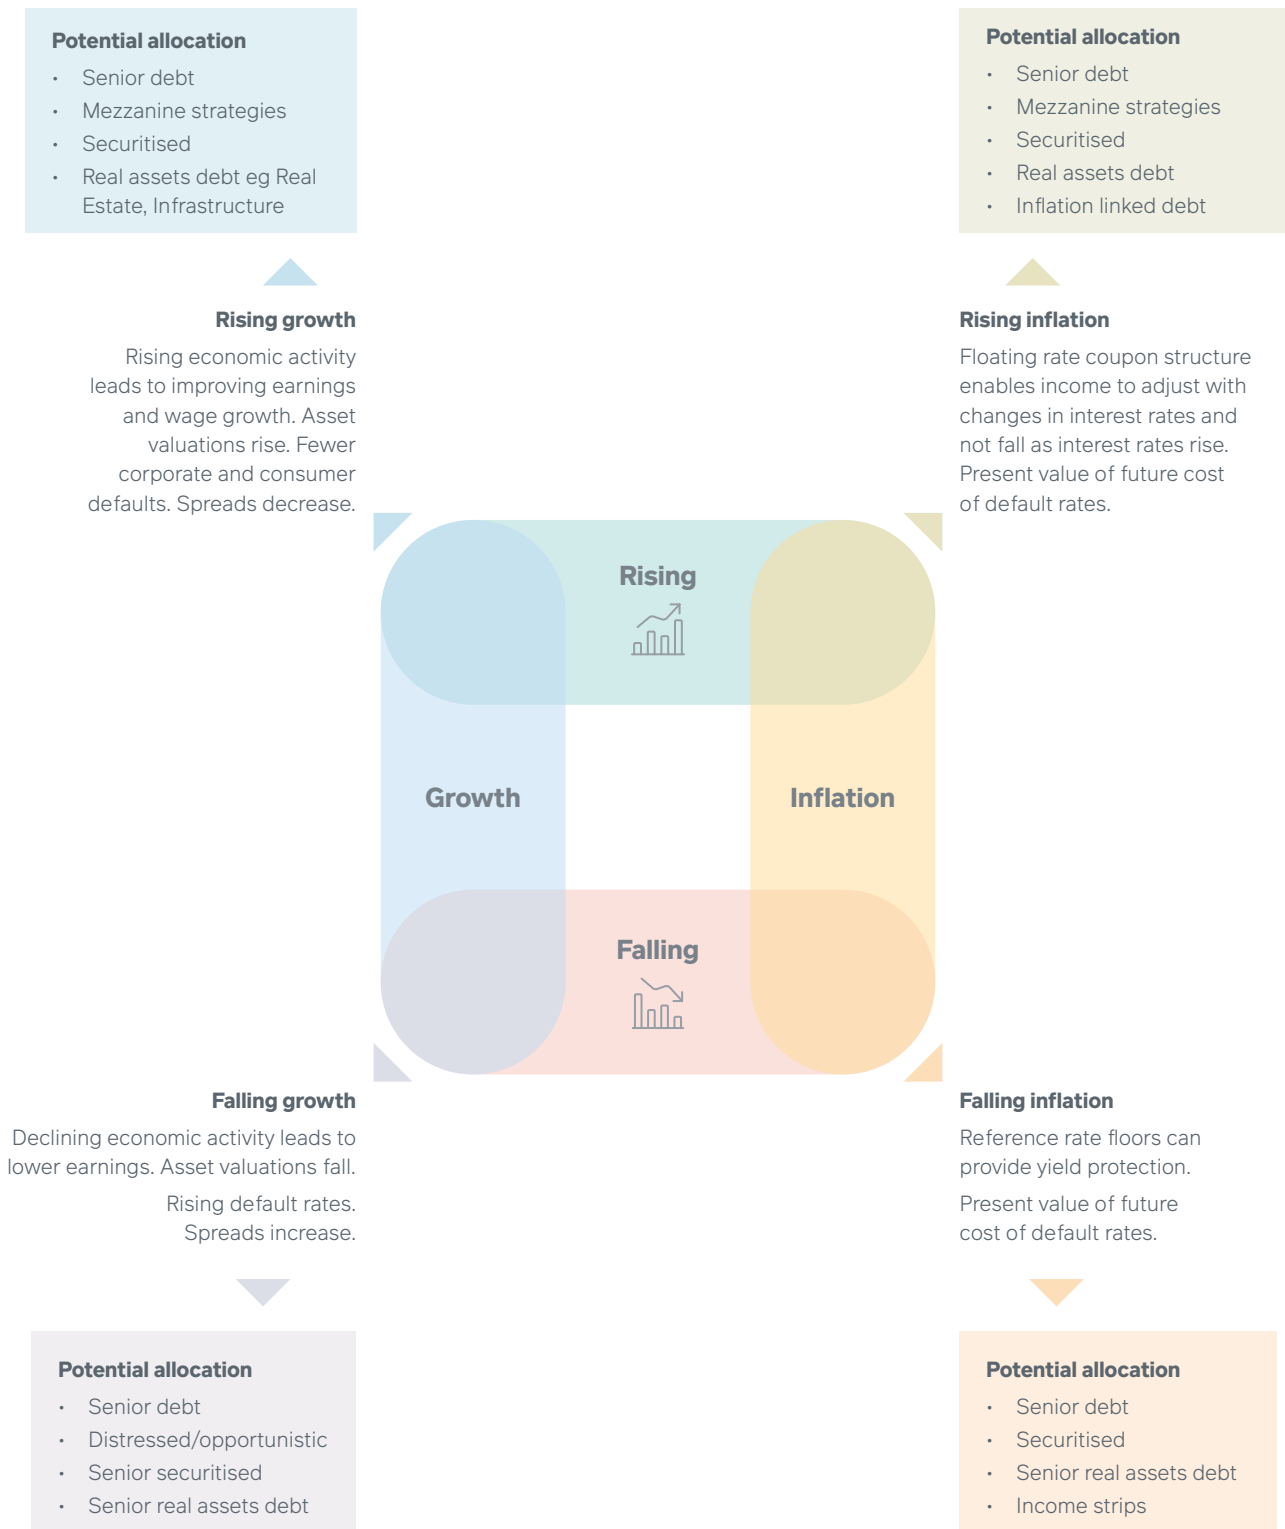 Potential allocation
• Senior debt
• Mezzanine strategies
• Securitised
• Real assets debt eg Real
Estate, Infrastructure
Potential allocation
• Senior debt
• Mezzanine strategies
• Securitised
• Real assets debt
• Inflation linked debt
Rising growth
Rising economic activity
leads to improving earnings
and wage growth. Asset
valuations rise. Fewer
corporate and consumer
defaults. Spreads decrease.
Rising inflation
Floating rate coupon structure
enables income to adjust with
changes in interest rates and
not fall as interest rates rise.
Present value of future cost
of default rates.
Rising
Growth
Inflation
Falling
Falling growth
Declining economic activity leads to
lower earnings. Asset valuations fall.
Rising default rates.
Spreads increase.
Falling inflation
Reference rate floors can
provide yield protection.
Present value of future
cost of default rates.
Potential allocation
• Senior debt
• Distressed/opportunistic
• Senior securitised
• Senior real assets debt
Potential allocation
• Senior debt
• Securitised
• Senior real assets debt
• Income strips